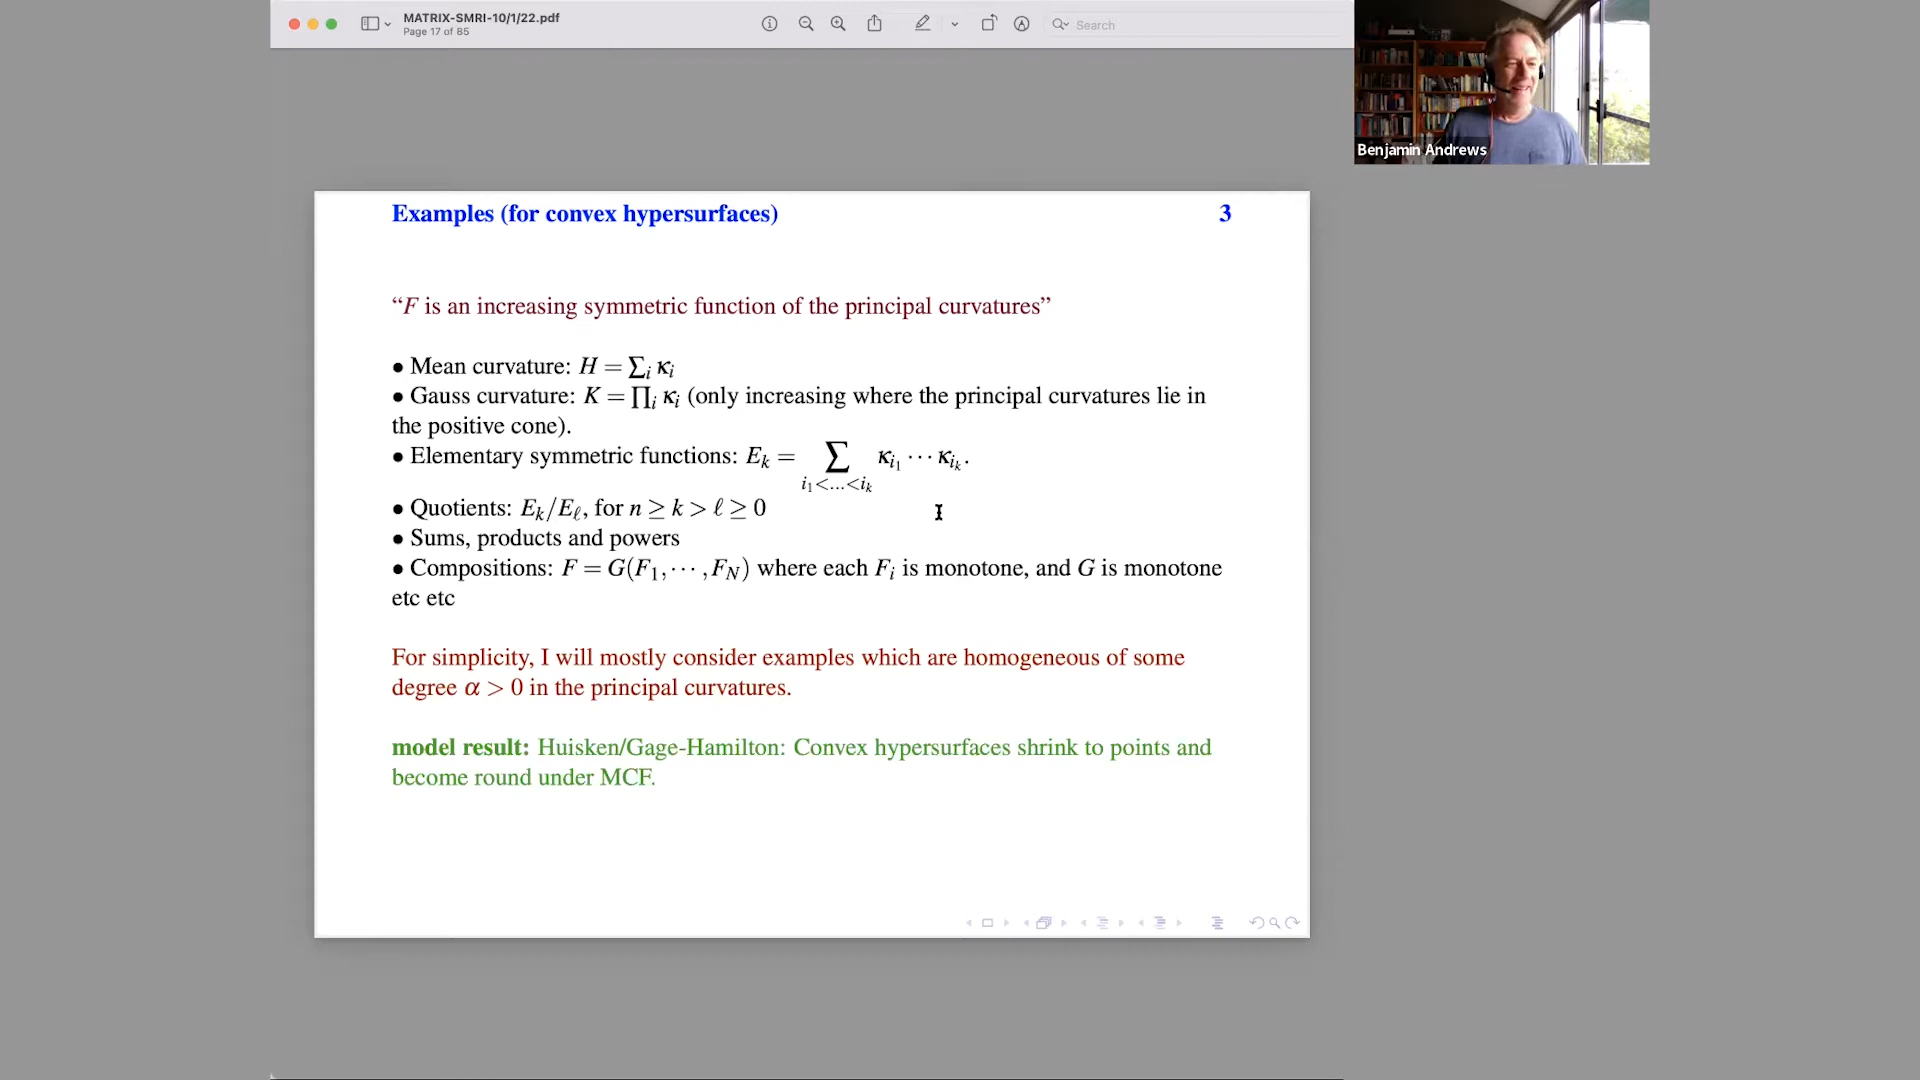 MATRIX-SMRI-10/1/22.pdf
Page 17 of 85
Search
Benjamin Andrews
Examples (for convex hypersurfaces) 3
“F is an increasing symmetric function of the principal curvatures”
• Mean curvature: H = ∑ᵢ κᵢ
• Gauss curvature: K = ∏ᵢ κᵢ (only increasing where the principal curvatures lie in
the positive cone).
• Elementary symmetric functions: E_k = ∑_{i₁<...<i_k} κ_{i₁} ⋯ κ_{i_k}.
• Quotients: E_k/E_ℓ, for n ≥ k > ℓ ≥ 0
• Sums, products and powers
• Compositions: F = G(F₁, ⋯ , F_N) where each Fᵢ is monotone, and G is monotone
etc etc
For simplicity, I will mostly consider examples which are homogeneous of some
degree α > 0 in the principal curvatures.
model result: Huisken/Gage-Hamilton: Convex hypersurfaces shrink to points and
become round under MCF.